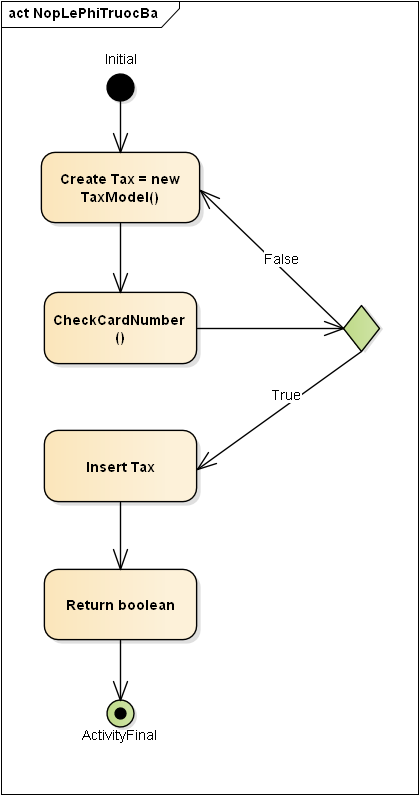 act NopLePhiTruocBa
Initial
Create Tax = new
TaxModel()
False
CheckCardNumber
()
True
Insert Tax
Return boolean
ActivityFinal